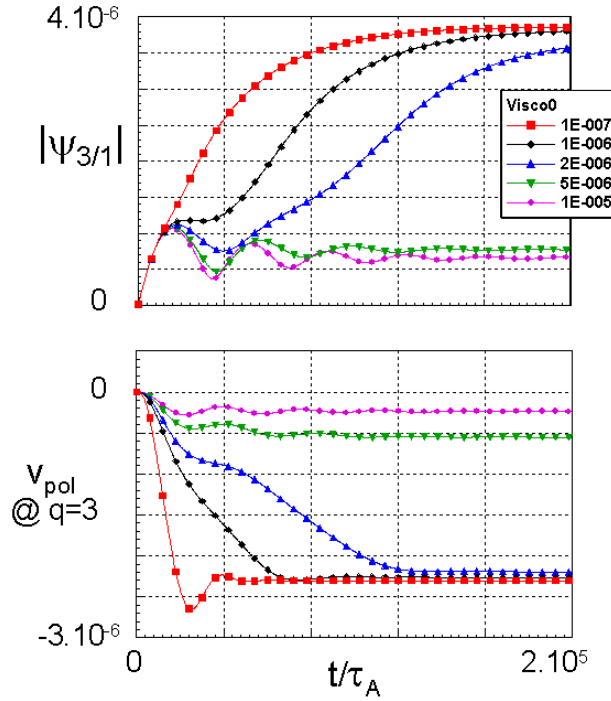 4.10⁻⁶
|Ψ3/1|
0
Visco0
1E-007
1E-006
2E-006
5E-006
1E-005
0
vpol
@ q=3
-3.10⁻⁶
0
t/τA
2.10⁵